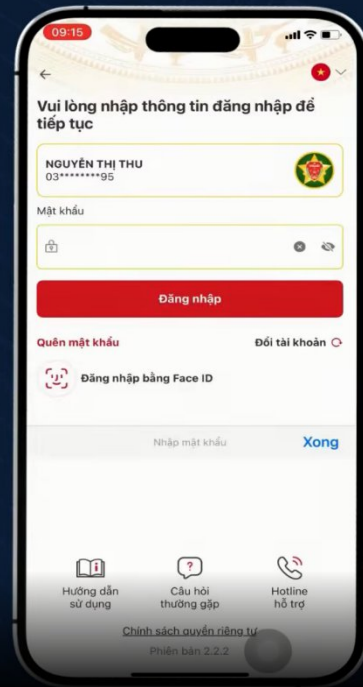 09:15
Vui lòng nhập thông tin đăng nhập để
tiếp tục
NGUYỄN THỊ THU
03********95
Mật khẩu
Đăng nhập
Quên mật khẩu
Đổi tài khoản
Đăng nhập bằng Face ID
Nhập mật khẩu
Xong
Hướng dẫn
sử dụng
Câu hỏi
thường gặp
Hotline
hỗ trợ
Chính sách quyền riêng tư
Phiên bản 2.2.2